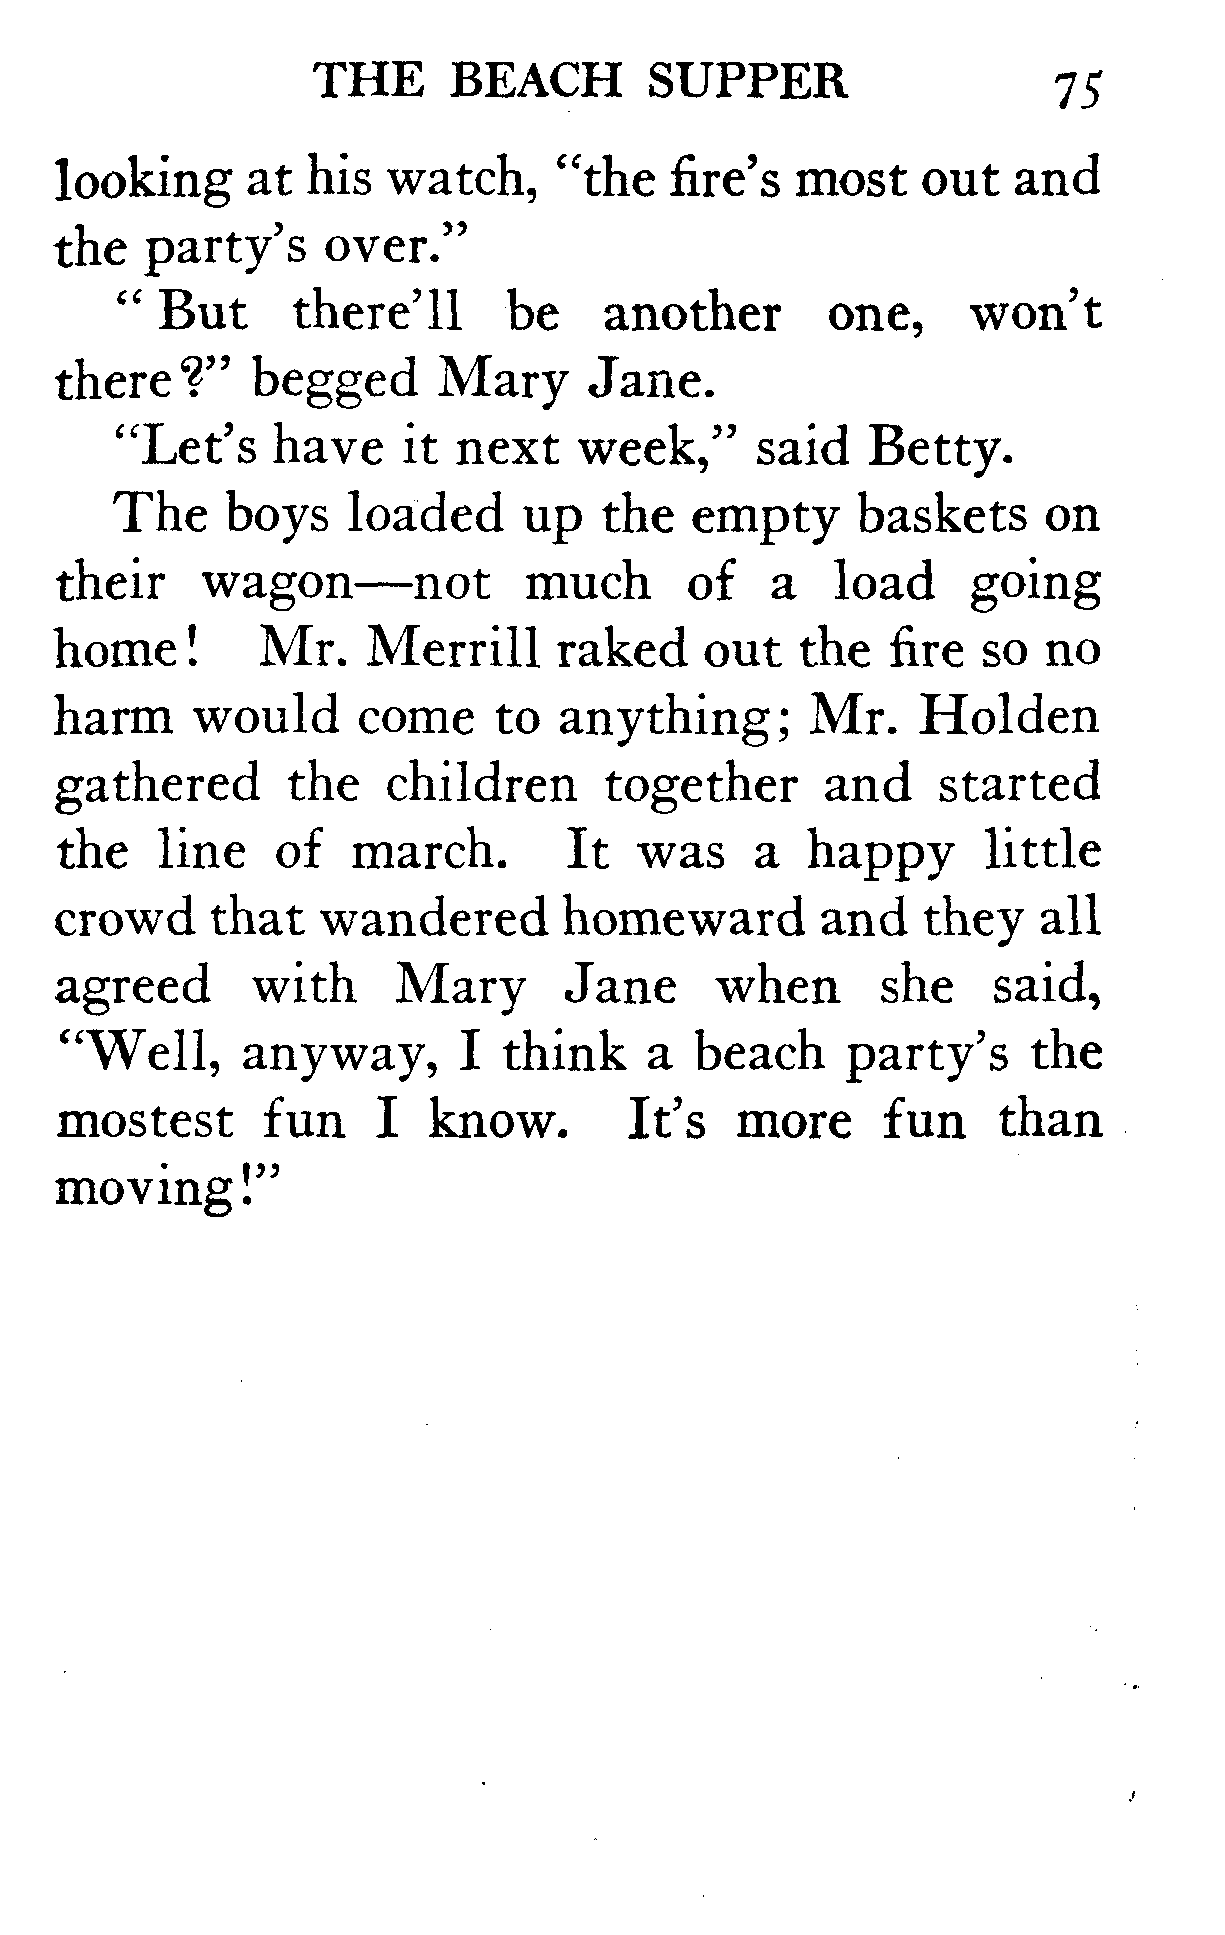 THE BEACH SUPPER 75
looking at his watch, "the fire's most out and
the party's over."
" But there'll be another one, won't
there?" begged Mary Jane.
"Let's have it next week," said Betty.
The boys loaded up the empty baskets on
their wagon—not much of a load going
home! Mr. Merrill raked out the fire so no
harm would come to anything; Mr. Holden
gathered the children together and started
the line of march. It was a happy little
crowd that wandered homeward and they all
agreed with Mary Jane when she said,
"Well, anyway, I think a beach party's the
mostest fun I know. It's more fun than
moving!"